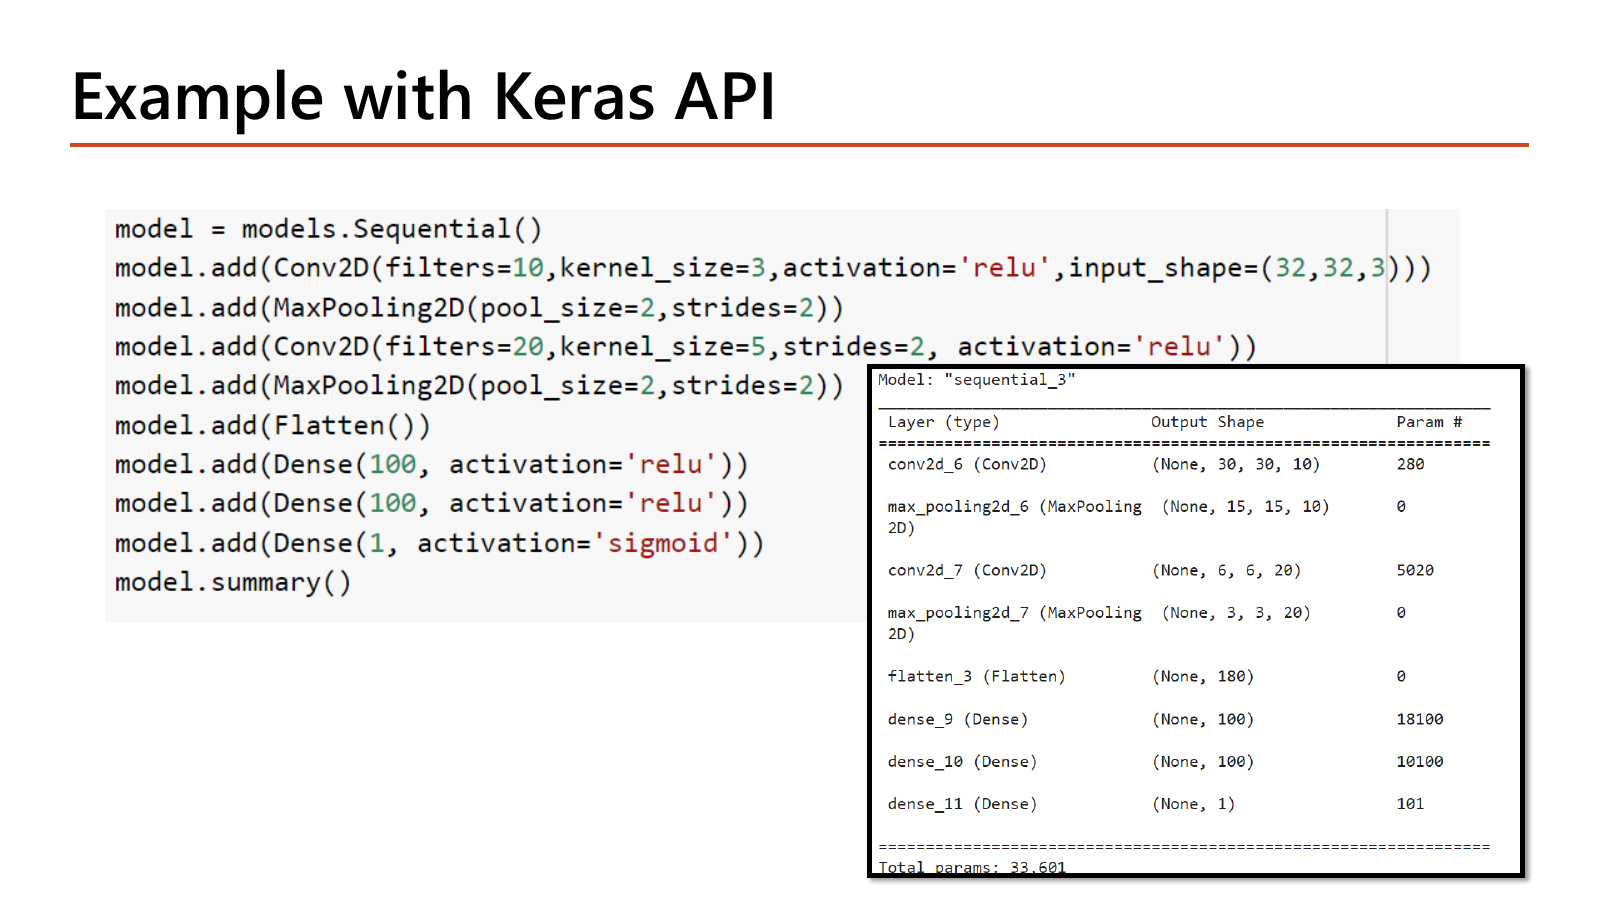 Example with Keras API
model = models.Sequential()
model.add(Conv2D(filters=10,kernel_size=3,activation='relu',input_shape=(32,32,3)))
model.add(MaxPooling2D(pool_size=2,strides=2))
model.add(Conv2D(filters=20,kernel_size=5,strides=2, activation='relu'))
model.add(MaxPooling2D(pool_size=2,strides=2))
model.add(Flatten())
model.add(Dense(100, activation='relu'))
model.add(Dense(100, activation='relu'))
model.add(Dense(1, activation='sigmoid'))
model.summary()
Model: "sequential_3"
Layer (type) Output Shape Param #
conv2d_6 (Conv2D) (None, 30, 30, 10) 280
max_pooling2d_6 (MaxPooling (None, 15, 15, 10) 0
2D)
conv2d_7 (Conv2D) (None, 6, 6, 20) 5020
max_pooling2d_7 (MaxPooling (None, 3, 3, 20) 0
2D)
flatten_3 (Flatten) (None, 180) 0
dense_9 (Dense) (None, 100) 18100
dense_10 (Dense) (None, 100) 10100
dense_11 (Dense) (None, 1) 101
Total params: 33,601